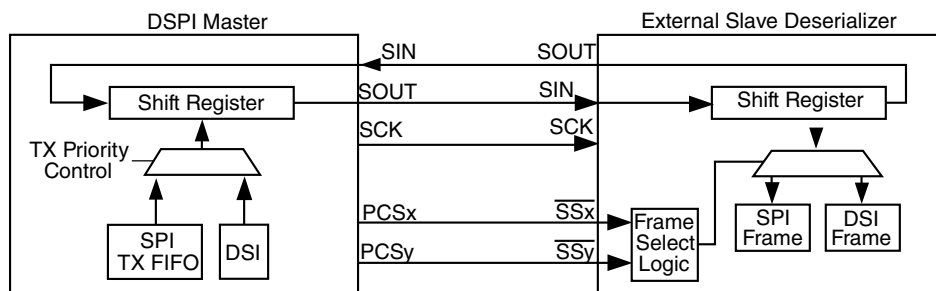 DSPI Master
External Slave Deserializer
SIN
SOUT
Shift Register
SOUT
SIN
Shift Register
SCK
SCK
TX Priority
Control
PCSx
SSx
Frame
Select
Logic
SPI
Frame
DSI
Frame
SPI
TX FIFO
DSI
PCSy
SSy